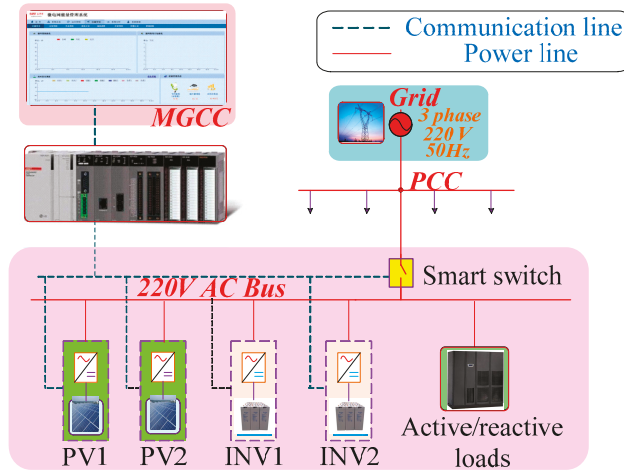 Communication line
Power line
MGCC
Grid
3 phase
220 V
50Hz
PCC
Smart switch
220V AC Bus
PV1
PV2
INV1
INV2
Active/reactive
loads